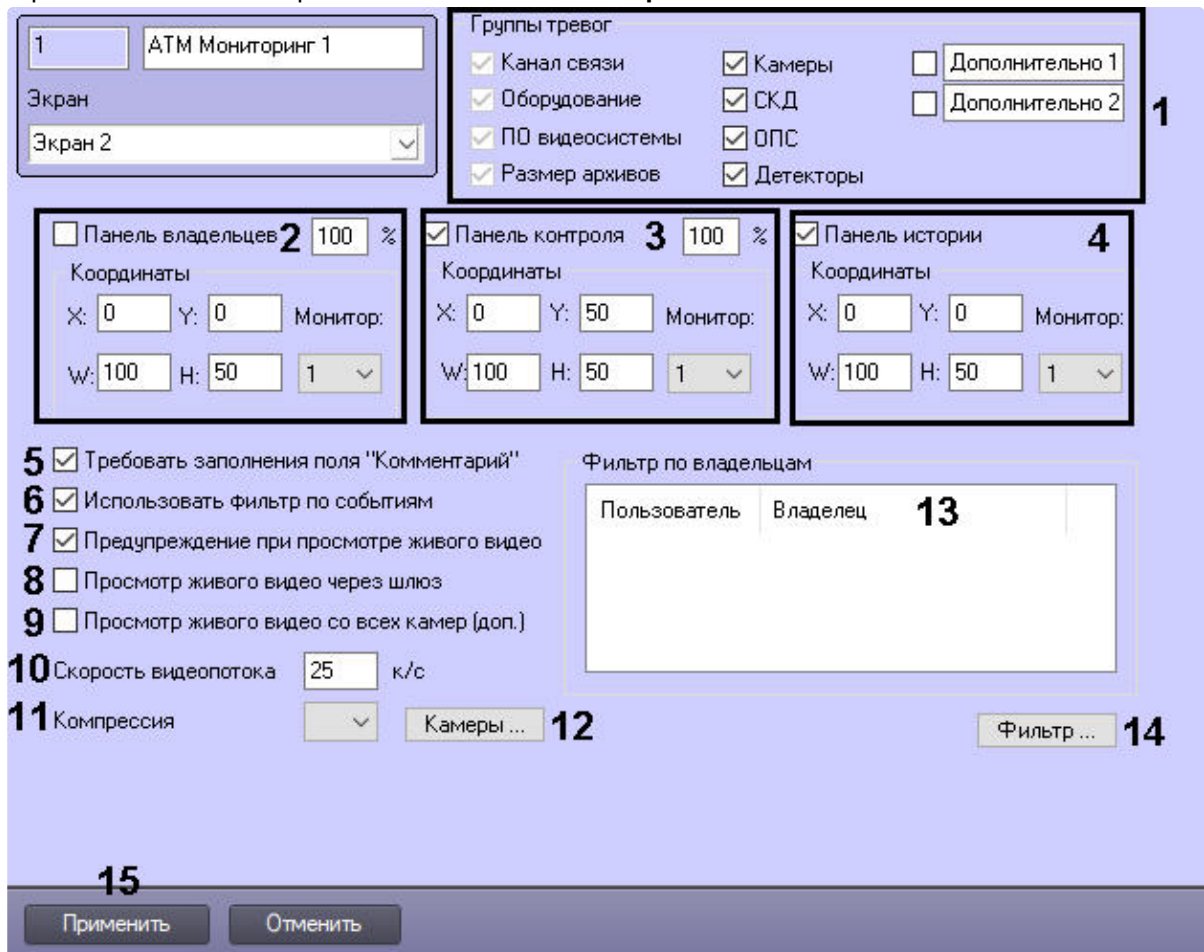 1 АТМ Мониторинг 1
Экран
Экран 2
Группы тревог
Канал связи Камеры Дополнительно 1
Оборудование СКД Дополнительно 2 1
ПО видеосистемы ОПС
Размер архивов Детекторы
Панель владельцев 2 100 %
Координаты
X: 0 Y: 0 Монитор:
W: 100 H: 50 1
Панель контроля 3 100 %
Координаты
X: 0 Y: 50 Монитор:
W: 100 H: 50 1
Панель истории 4
Координаты
X: 0 Y: 0 Монитор:
W: 100 H: 50 1
5 Требовать заполнения поля "Комментарий"
6 Использовать фильтр по событиям
7 Предупреждение при просмотре живого видео
8 Просмотр живого видео через шлюз
9 Просмотр живого видео со всех камер (доп.)
10 Скорость видеопотока 25 к/с
11 Компрессия Камеры ... 12
Фильтр по владельцам
Пользователь Владелец 13
Фильтр ... 14
15
Применить Отменить